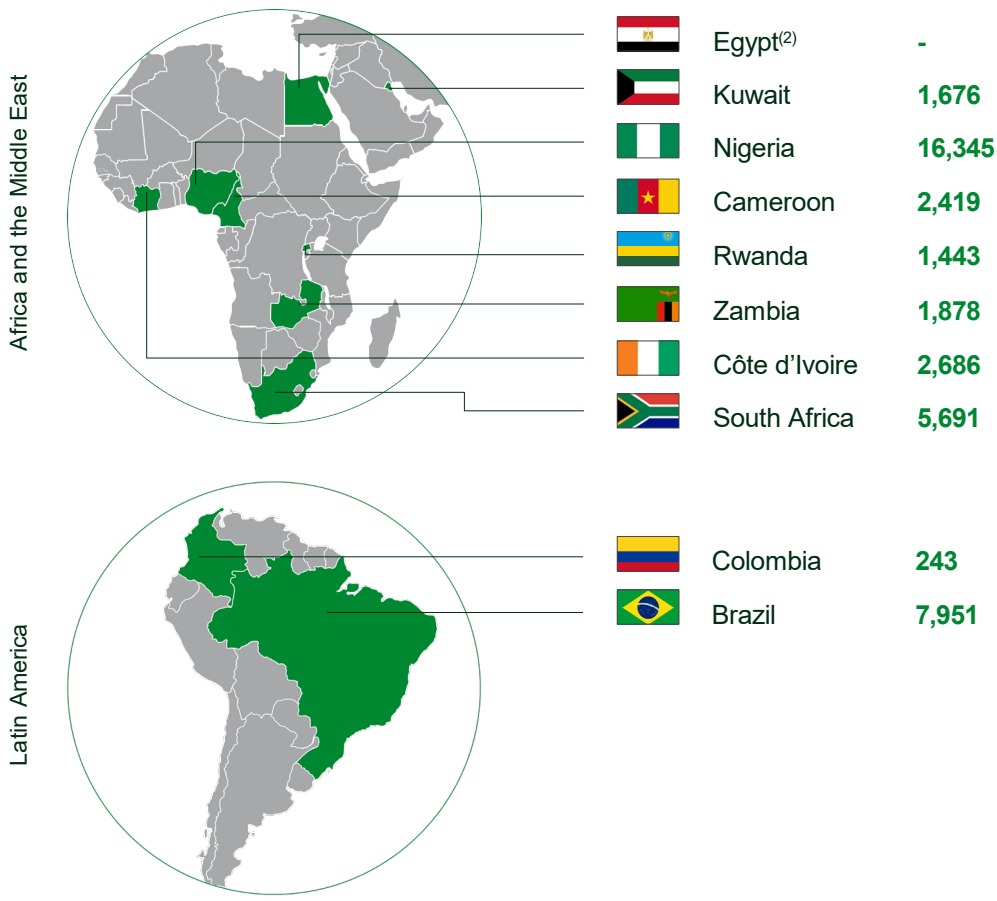 Africa and the Middle East
Egypt(2) -
Kuwait 1,676
Nigeria 16,345
Cameroon 2,419
Rwanda 1,443
Zambia 1,878
Côte d’Ivoire 2,686
South Africa 5,691
Latin America
Colombia 243
Brazil 7,951